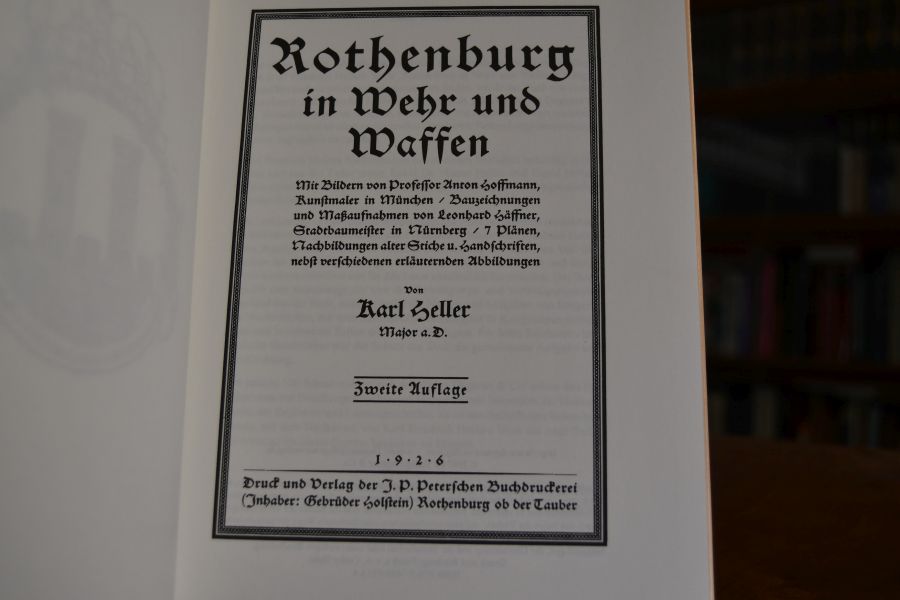 Rothenburg
in Wehr und
Waffen
Mit Bildern von Professor Anton Hoffmann,
Kunstmaler in München / Bauzeichnungen
und Maßaufnahmen von Leonhard Häffner,
Stadtbaumeister in Nürnberg / 7 Plänen,
Nachbildungen alter Stiche u. Handschriften,
nebst verschiedenen erläuternden Abbildungen
Von
Karl Heller
Major a. D.
Zweite Auflage
1 · 9 · 2 · 6
Druck und Verlag der J. P. Peterschen Buchdruckerei
(Inhaber: Gebrüder Holstein) Rothenburg ob der Tauber